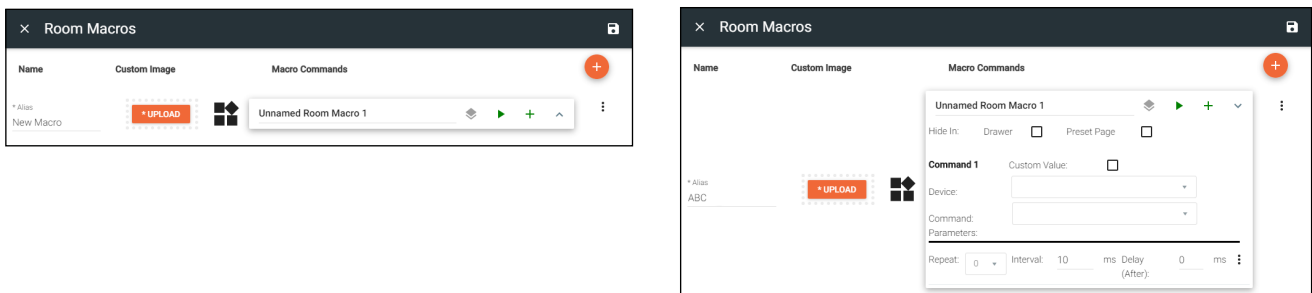 Room Macros
Name Custom Image Macro Commands
* Alias
New Macro
* UPLOAD
Unnamed Room Macro 1
Room Macros
Name Custom Image Macro Commands
* Alias
ABC
* UPLOAD
Unnamed Room Macro 1
Hide In: Drawer Preset Page
Command 1 Custom Value:
Device:
Command:
Parameters:
Repeat: 0 Interval: 10 ms Delay (After): 0 ms